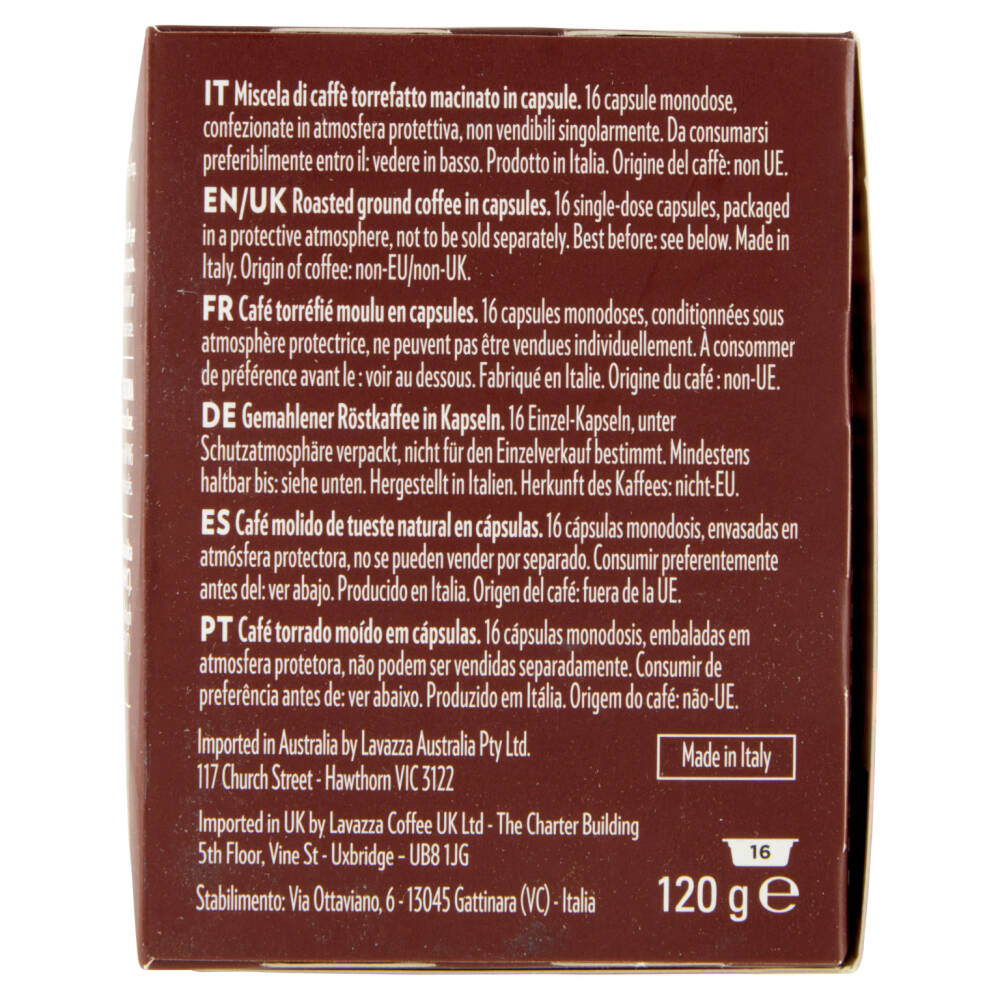 IT Miscela di caffè torrefatto macinato in capsule. 16 capsule monodose,
confezionate in atmosfera protettiva, non vendibili singolarmente. Da consumarsi
preferibilmente entro il: vedere in basso. Prodotto in Italia. Origine del caffè: non UE.
EN/UK Roasted ground coffee in capsules. 16 single-dose capsules, packaged
in a protective atmosphere, not to be sold separately. Best before: see below. Made in
Italy. Origin of coffee: non-EU/non-UK.
FR Café torréfié moulu en capsules. 16 capsules monodoses, conditionnées sous
atmosphère protectrice, ne peuvent pas être vendues individuellement. À consommer
de préférence avant le : voir au dessous. Fabriqué en Italie. Origine du café : non-UE.
DE Gemahlener Röstkaffee in Kapseln. 16 Einzel-Kapseln, unter
Schutzatmosphäre verpackt, nicht für den Einzelverkauf bestimmt. Mindestens
haltbar bis: siehe unten. Hergestellt in Italien. Herkunft des Kaffees: nicht-EU.
ES Café molido de tueste natural en cápsulas. 16 cápsulas monodosis, envasadas en
atmósfera protectora, no se pueden vender por separado. Consumir preferentemente
antes del: ver abajo. Producido en Italia. Origen del café: fuera de la UE.
PT Café torrado moído em cápsulas. 16 cápsulas monodosis, embaladas em
atmosfera protetora, não podem ser vendidas separadamente. Consumir de
preferência antes de: ver abaixo. Produzido em Itália. Origem do café: não-UE.
Imported in Australia by Lavazza Australia Pty Ltd.
117 Church Street - Hawthorn VIC 3122
Made in Italy
Imported in UK by Lavazza Coffee UK Ltd - The Charter Building
5th Floor, Vine St - Uxbridge - UB8 1JG
16
Stabilimento: Via Ottaviano, 6 - 13045 Gattinara (VC) - Italia
120 g ℮